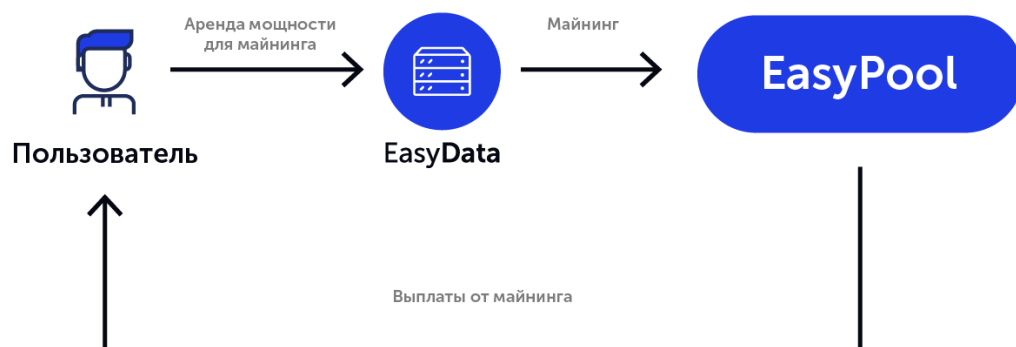 Аренда мощности
для майнинга
Майнинг
EasyPool
Пользователь
EasyData
Выплаты от майнинга